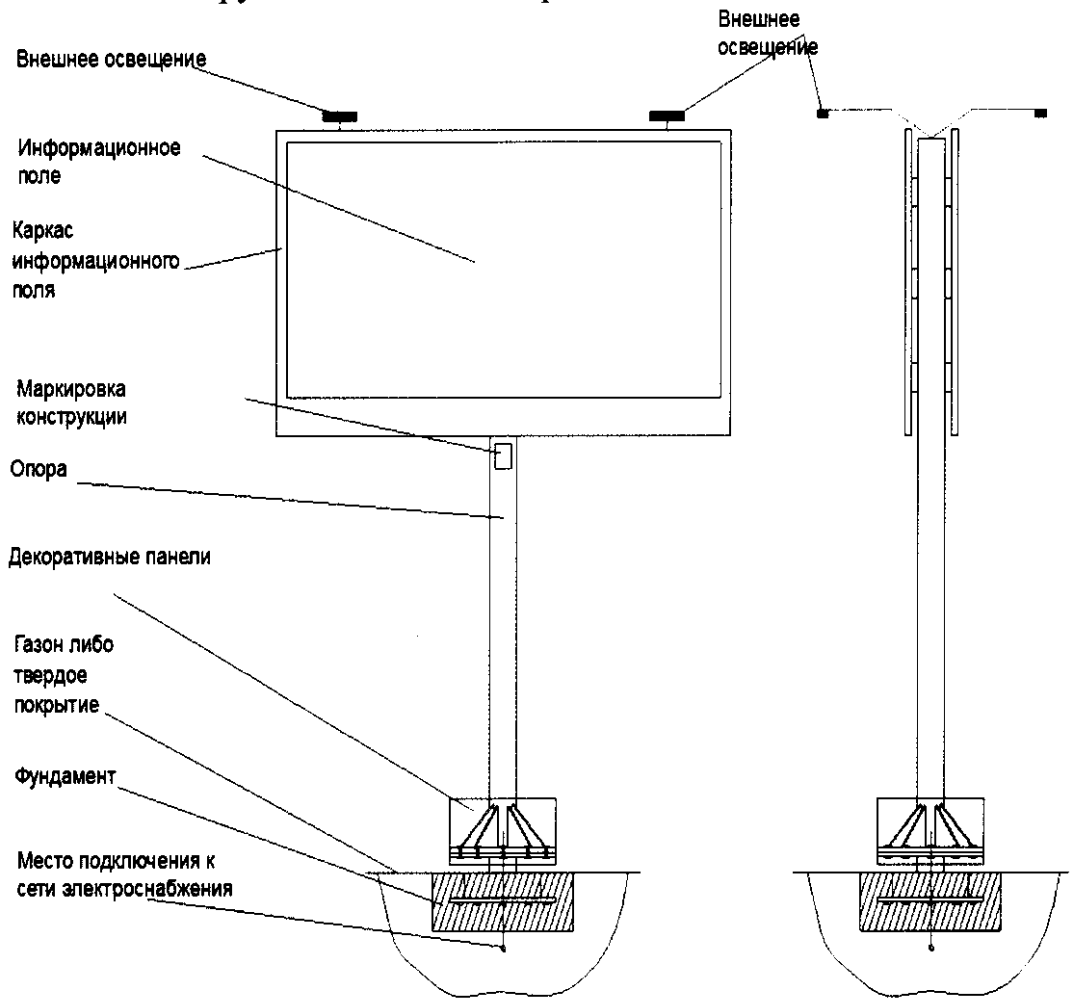 Внешнее
освещение
Внешнее освещение
Информационное
поле
Каркас
информационного
поля
Маркировка
конструкции
Опора
Декоративные панели
Газон либо
твердое
покрытие
Фундамент
Место подключения к
сети электроснабжения